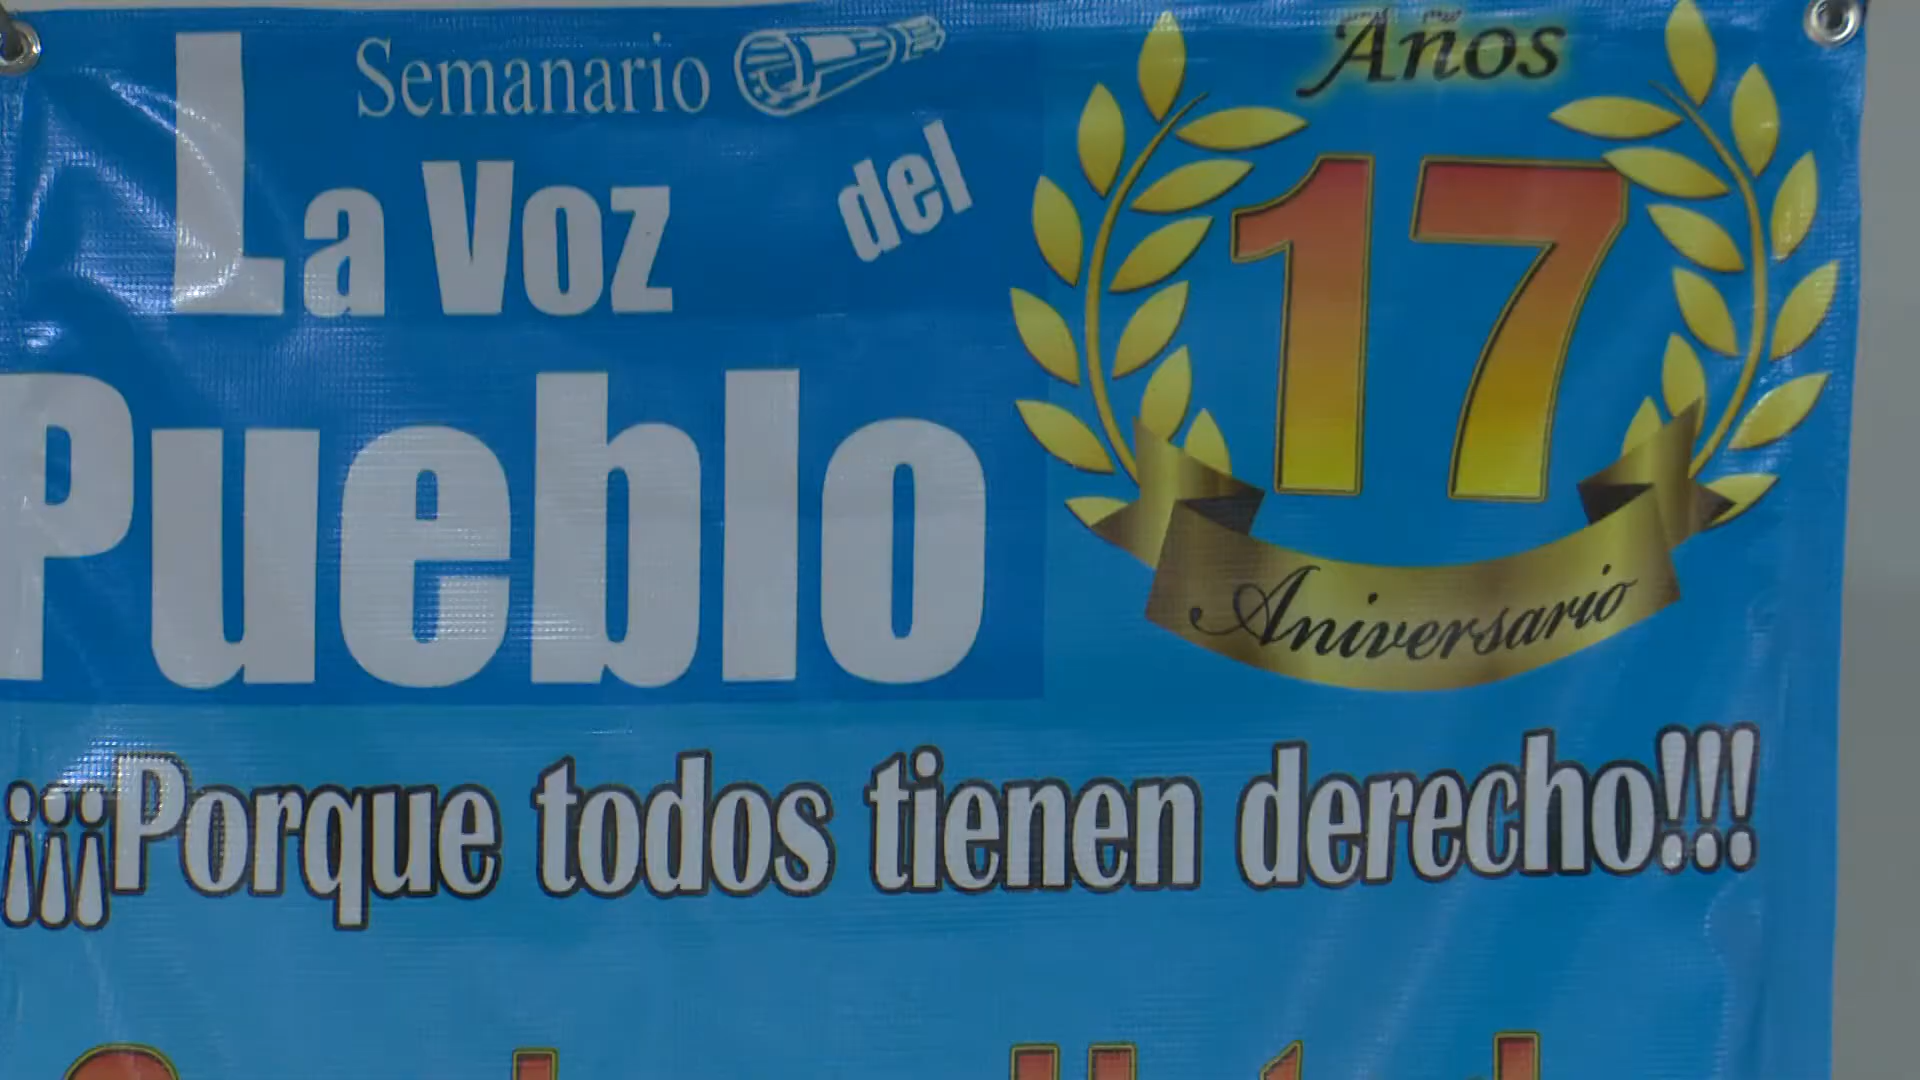 Semanario
La Voz del
Pueblo
Años
17
Aniversario
¡¡¡Porque todos tienen derecho!!!